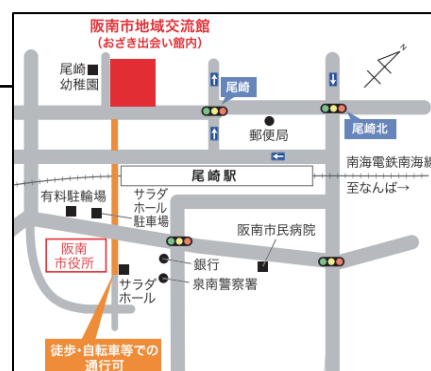 阪南市地域交流館
(おざき出会い館内)
尾崎
幼稚園
尾崎
尾崎北
郵便局
尾崎駅
南海電鉄南海線
至なんば→
有料駐輪場
サラダ
ホール
駐車場
阪南
市役所
サラダ
ホール
銀行
泉南警察署
阪南市民病院
徒歩・自転車等での
通行可
N